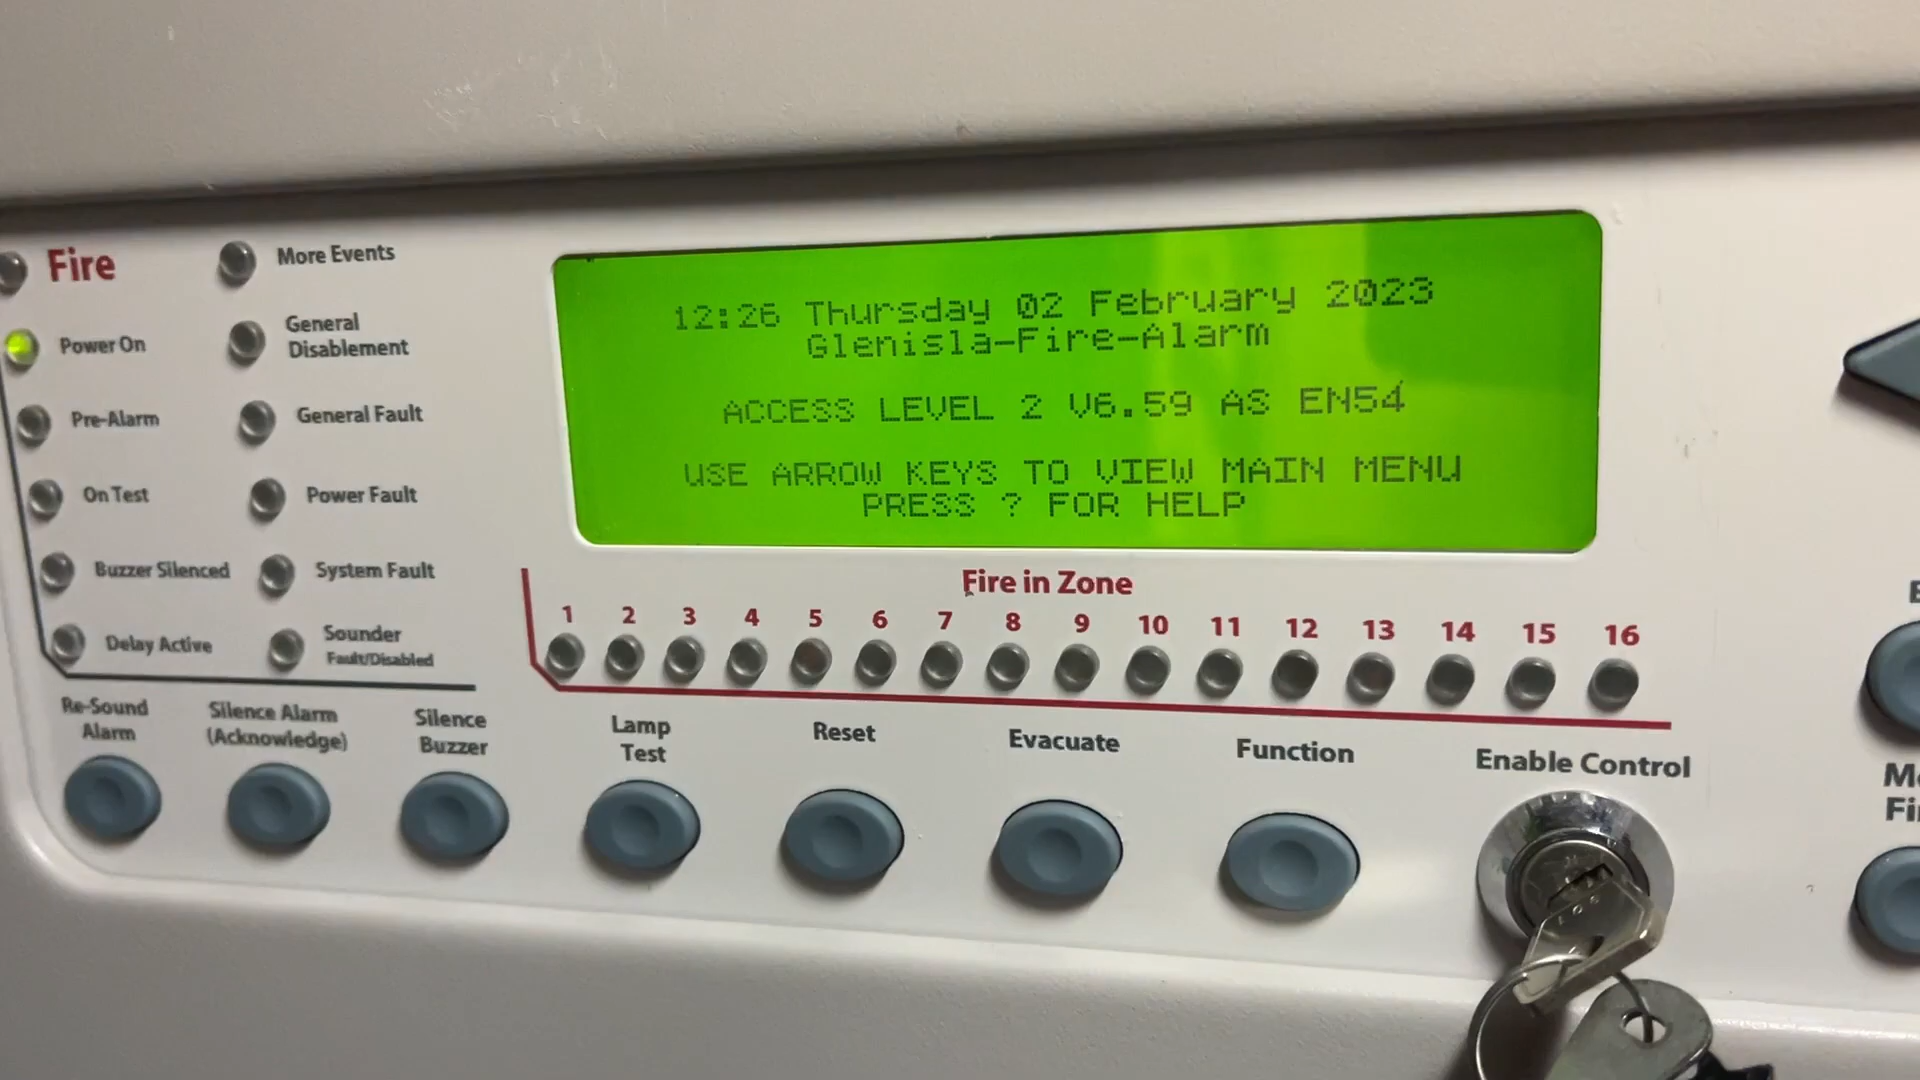 Fire
More Events
Power On
General
Disablement
Pre-Alarm
General Fault
On Test
Power Fault
Buzzer Silenced
System Fault
Delay Active
Sounder
Fault/Disabled
12:26 Thursday 02 February 2023
Glenisla-Fire-Alarm
ACCESS LEVEL 2 V6.59 AS EN54
USE ARROW KEYS TO VIEW MAIN MENU
PRESS ? FOR HELP
Fire in Zone
1 2 3 4 5 6 7 8 9 10 11 12 13 14 15 16
Re-Sound
Alarm
Silence Alarm
(Acknowledge)
Silence
Buzzer
Lamp
Test
Reset
Evacuate
Function
Enable Control